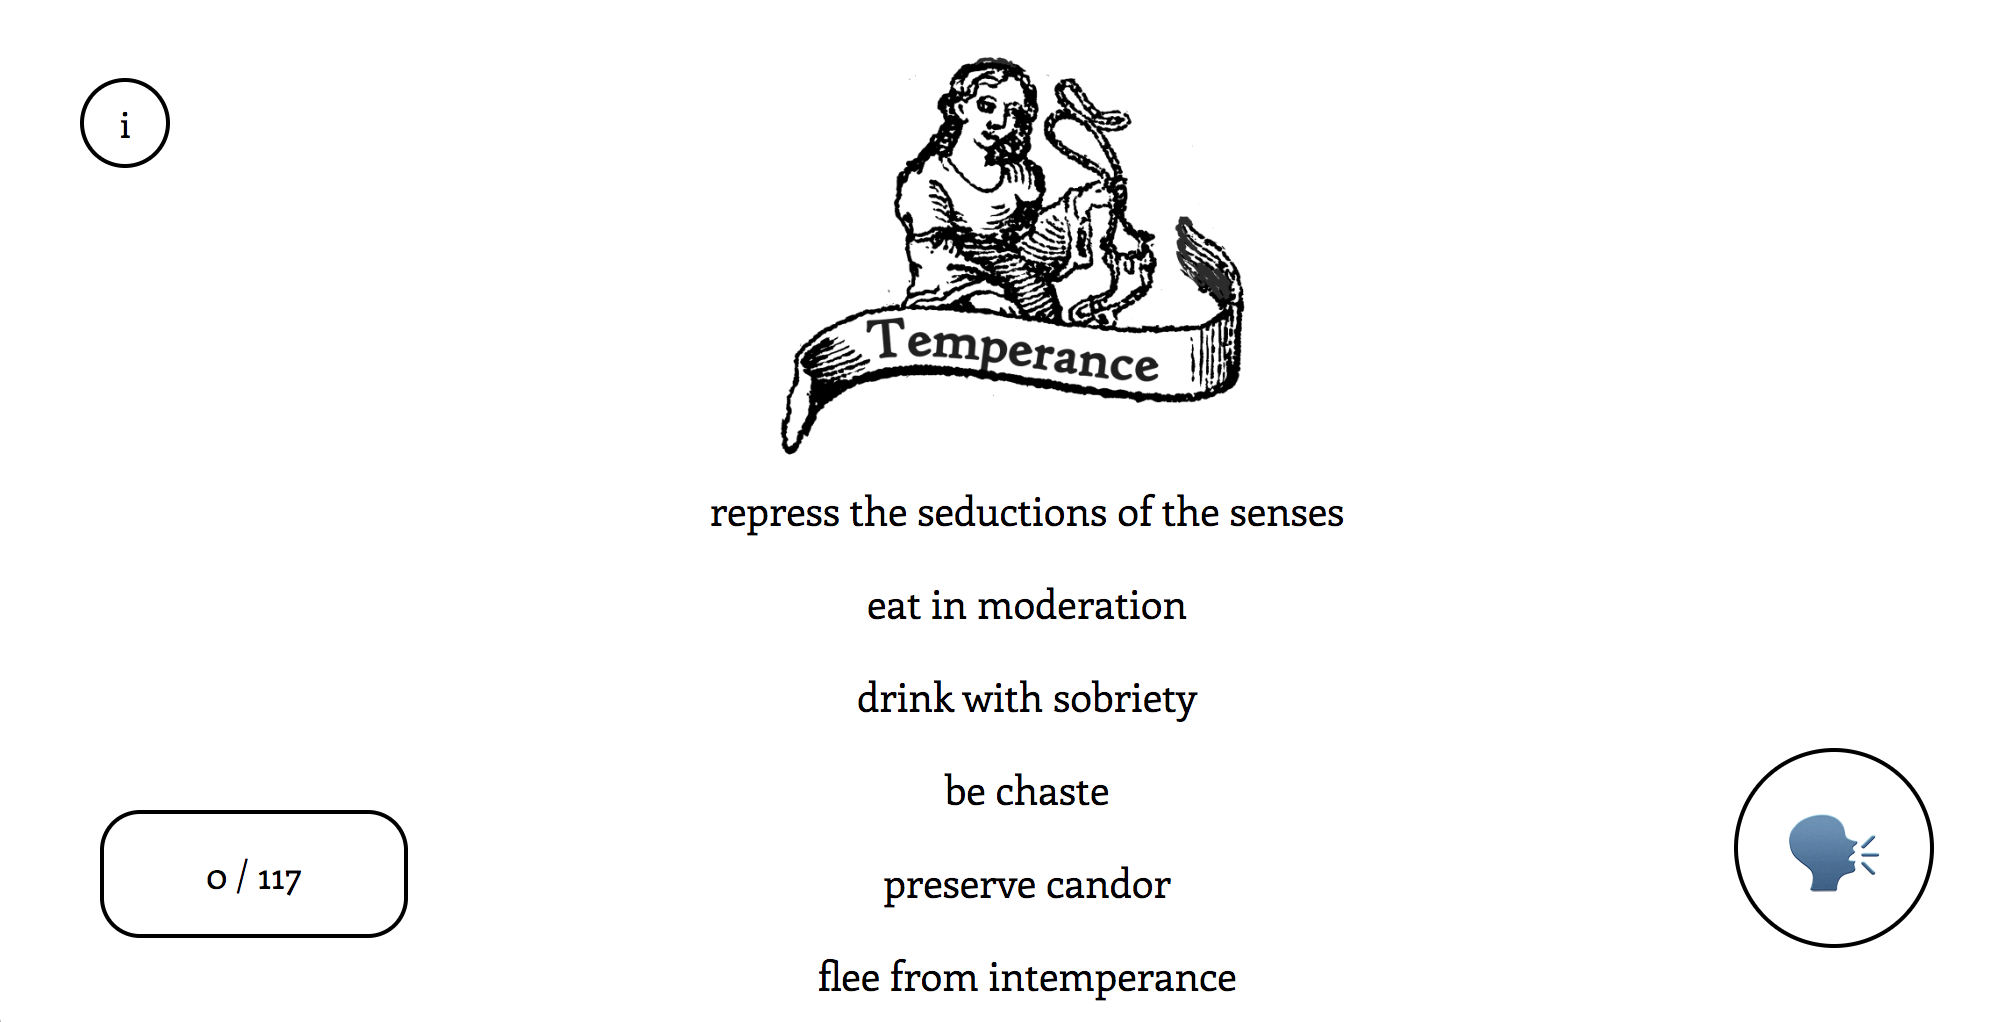 i
Temperance
repress the seductions of the senses
eat in moderation
drink with sobriety
be chaste
preserve candor
flee from intemperance
0 / 117